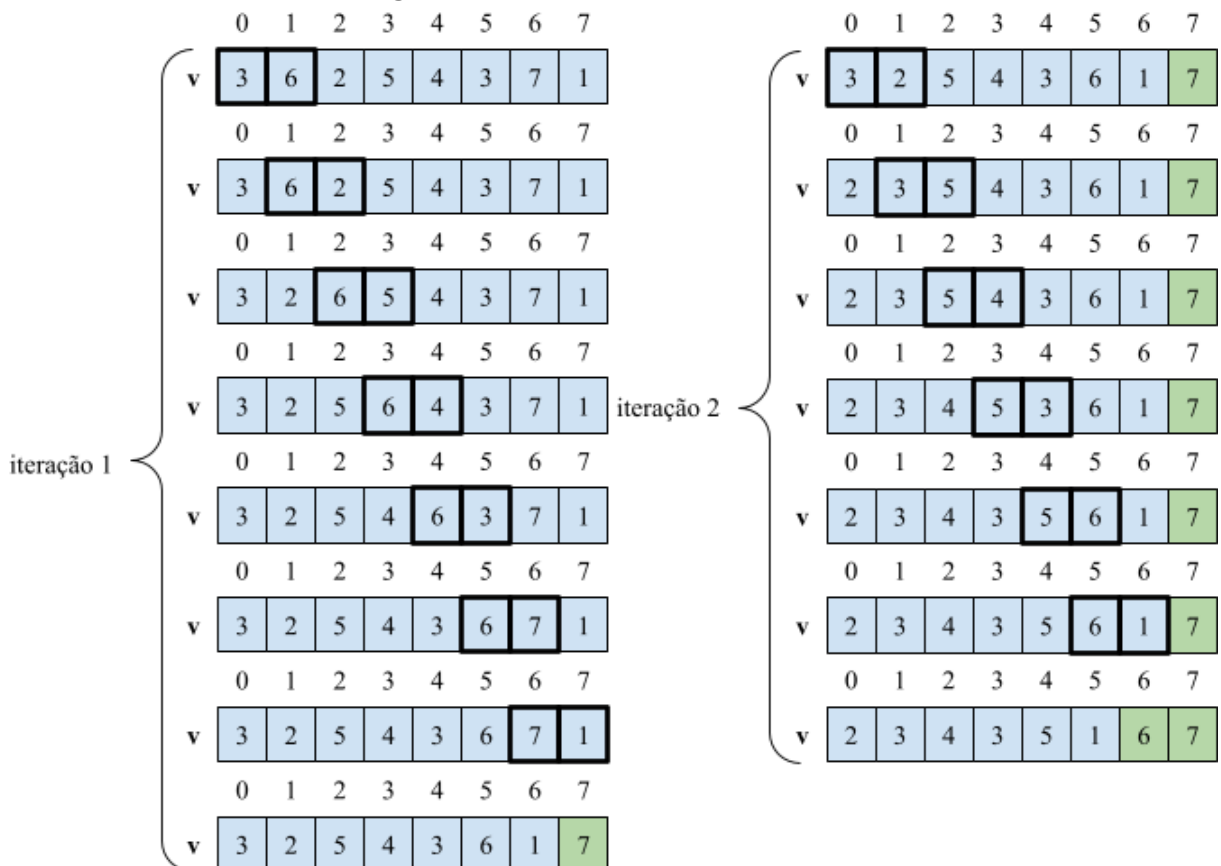 0 1 2 3 4 5 6 7
v 3 6 2 5 4 3 7 1
0 1 2 3 4 5 6 7
v 3 6 2 5 4 3 7 1
0 1 2 3 4 5 6 7
v 3 2 6 5 4 3 7 1
0 1 2 3 4 5 6 7
v 3 2 5 6 4 3 7 1
iteração 1
0 1 2 3 4 5 6 7
v 3 2 5 4 6 3 7 1
0 1 2 3 4 5 6 7
v 3 2 5 4 3 6 7 1
0 1 2 3 4 5 6 7
v 3 2 5 4 3 6 7 1
0 1 2 3 4 5 6 7
v 3 2 5 4 3 6 1 7
0 1 2 3 4 5 6 7
v 3 2 5 4 3 6 1 7
0 1 2 3 4 5 6 7
v 2 3 5 4 3 6 1 7
0 1 2 3 4 5 6 7
v 2 3 5 4 3 6 1 7
0 1 2 3 4 5 6 7
iteração 2
v 2 3 4 5 3 6 1 7
0 1 2 3 4 5 6 7
v 2 3 4 3 5 6 1 7
0 1 2 3 4 5 6 7
v 2 3 4 3 5 6 1 7
0 1 2 3 4 5 6 7
v 2 3 4 3 5 1 6 7